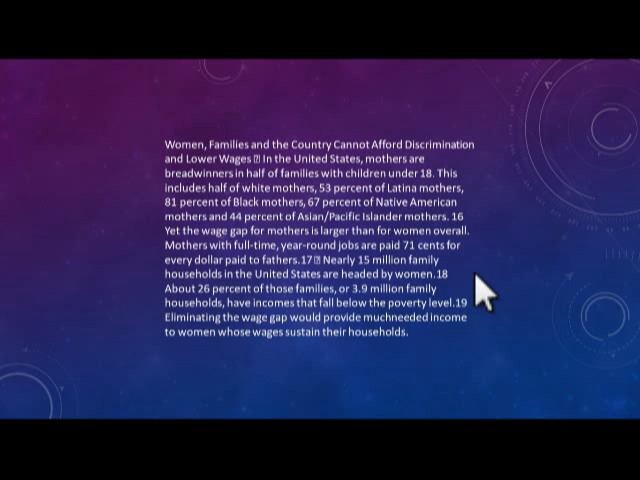 Women, Families and the Country Cannot Afford Discrimination
and Lower Wages  In the United States, mothers are
breadwinners in half of families with children under 18. This
includes half of white mothers, 53 percent of Latina mothers,
81 percent of Black mothers, 67 percent of Native American
mothers and 44 percent of Asian/Pacific Islander mothers. 16
Yet the wage gap for mothers is larger than for women overall.
Mothers with full-time, year-round jobs are paid 71 cents for
every dollar paid to fathers.17  Nearly 15 million family
households in the United States are headed by women.18
About 26 percent of those families, or 3.9 million family
households, have incomes that fall below the poverty level.19
Eliminating the wage gap would provide muchneeded income
to women whose wages sustain their households.